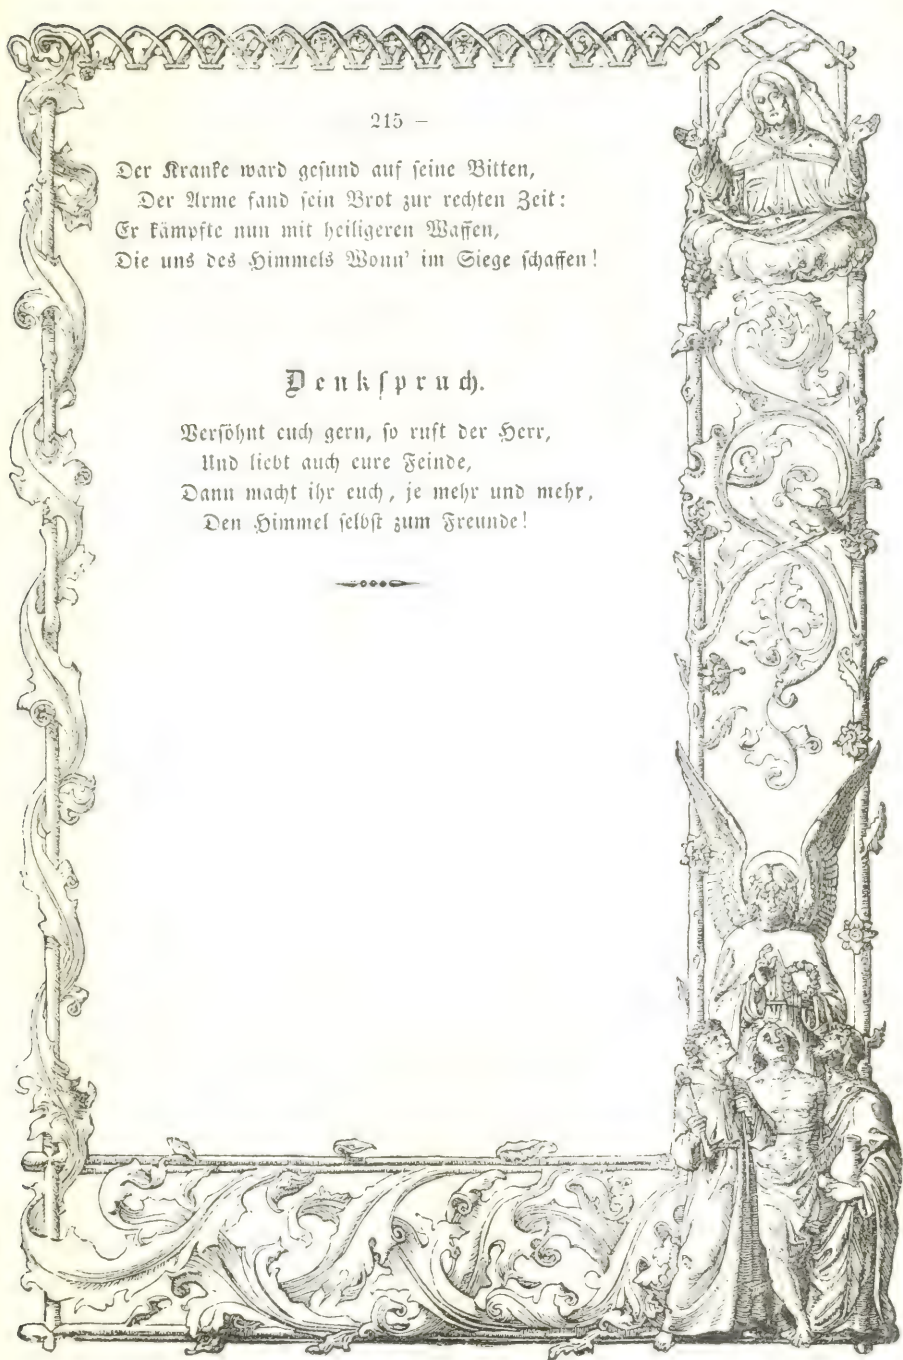 215 –
Der Kranke ward gesund auf seine Bitten,
Der Arme fand sein Brot zur rechten Zeit:
Er kämpfte nun mit heiligeren Waffen,
Die uns des Himmels Wonn' im Siege schaffen!
Denkspruch.
Versöhnt euch gern, so ruft der Herr,
Und liebt auch eure Feinde,
Dann macht ihr euch, je mehr und mehr,
Den Himmel selbst zum Freunde!